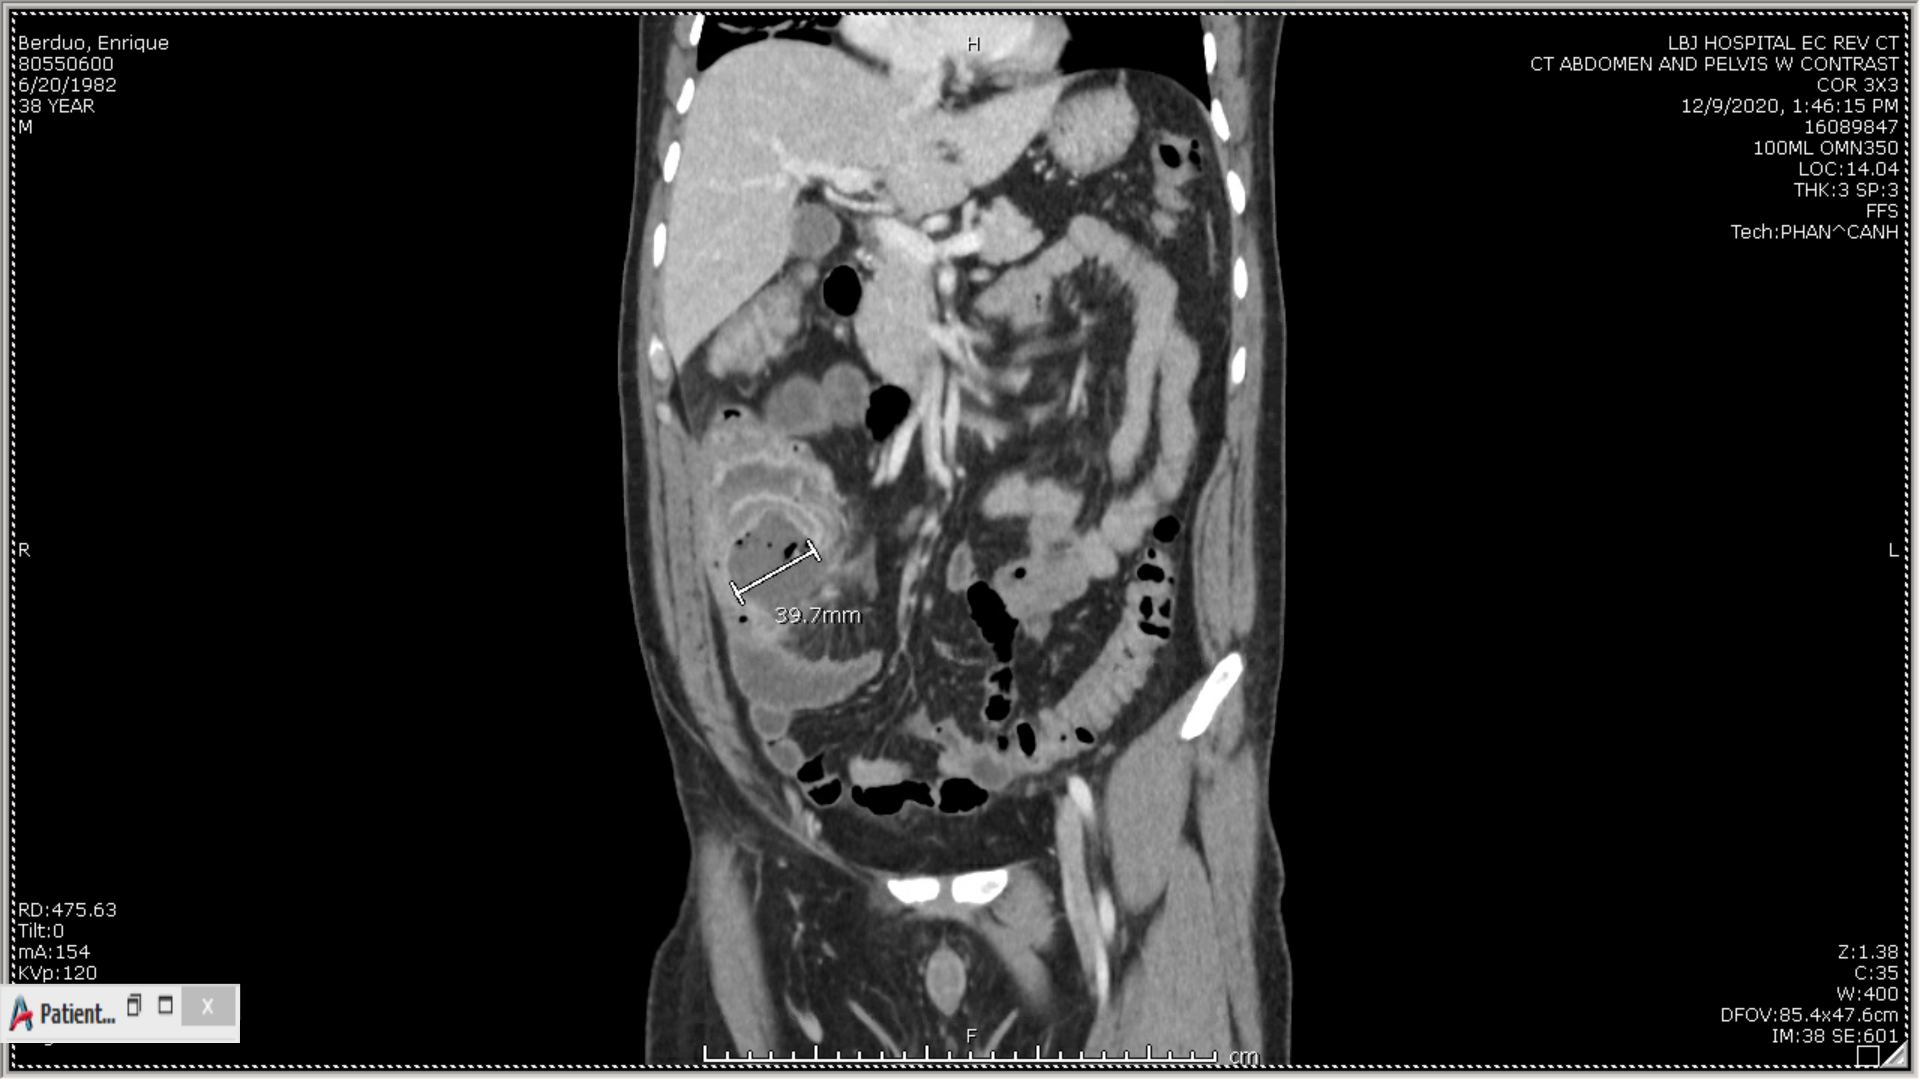 Berduo, Enrique
80550600
6/20/1982
38 YEAR
M
H
LBJ HOSPITAL EC REV CT
CT ABDOMEN AND PELVIS W CONTRAST
COR 3X3
12/9/2020, 1:46:15 PM
16089847
100ML OMN350
LOC:14.04
THK:3 SP:3
FFS
Tech:PHAN^CANH
R
L
39.7mm
RD:475.63
Tilt:0
mA:154
KVp:120
Patient...
Z:1.38
C:35
W:400
DFOV:85.4x47.6cm
IM:38 SE:601
F
cm